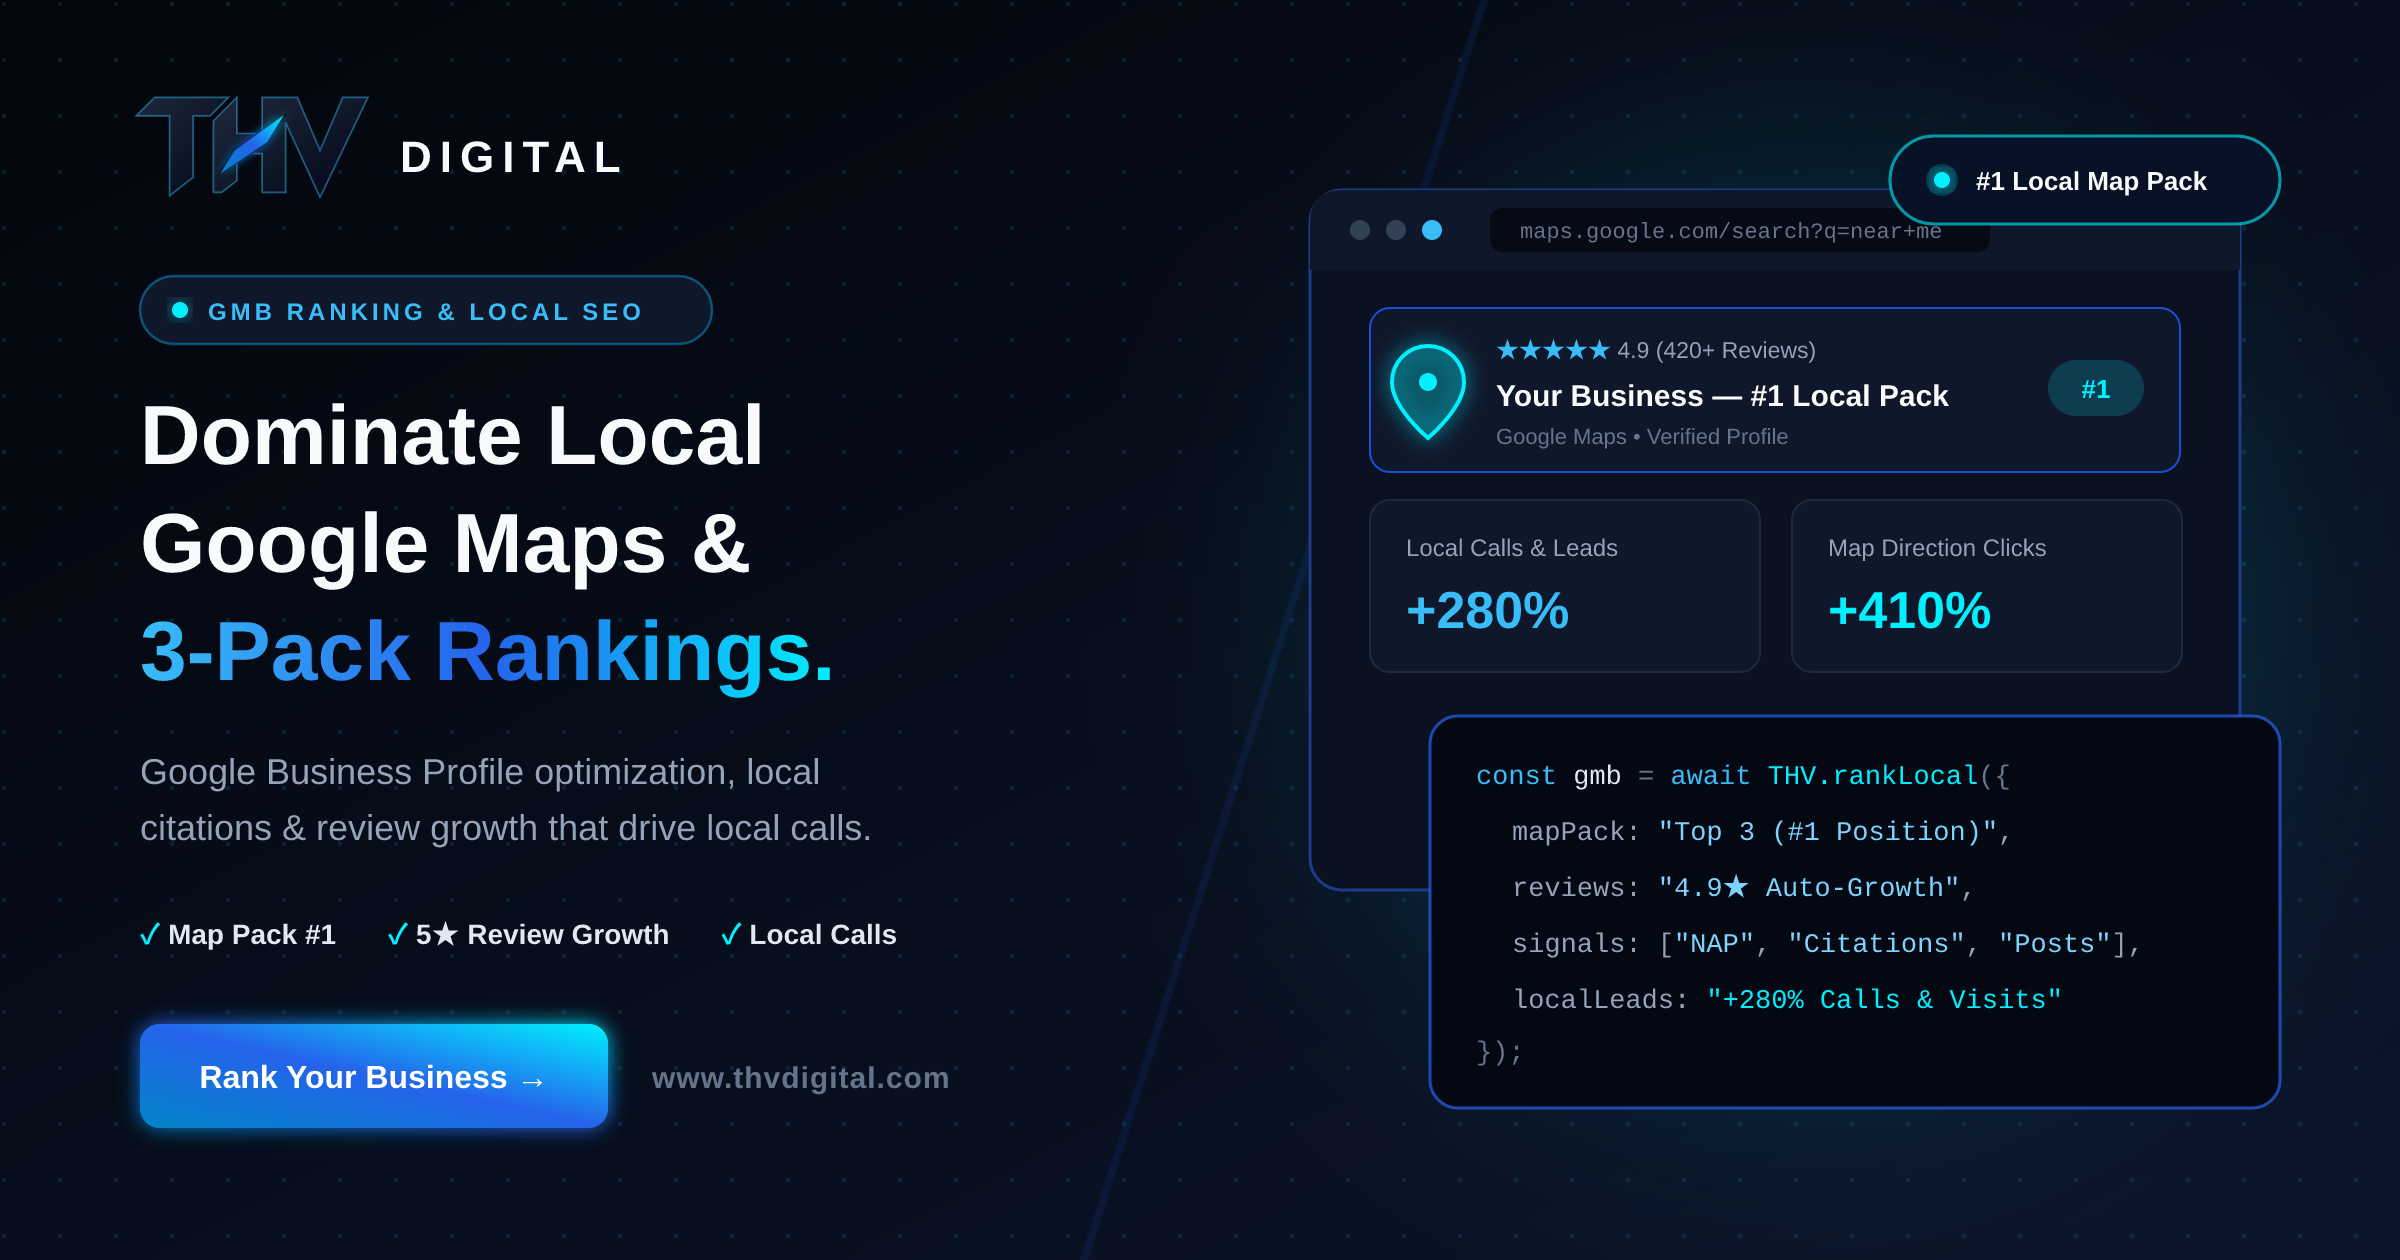 THV DIGITAL
GMB RANKING & LOCAL SEO
Dominate Local
Google Maps &
3-Pack Rankings.
Google Business Profile optimization, local
citations & review growth that drive local calls.
✓ Map Pack #1 ✓ 5★ Review Growth ✓ Local Calls
Rank Your Business →
www.thvdigital.com
#1 Local Map Pack
maps.google.com/search?q=near+me
★★★★★ 4.9 (420+ Reviews)
Your Business — #1 Local Pack
Google Maps • Verified Profile
#1
Local Calls & Leads
+280%
Map Direction Clicks
+410%
const gmb = await THV.rankLocal({
mapPack: "Top 3 (#1 Position)",
reviews: "4.9★ Auto-Growth",
signals: ["NAP", "Citations", "Posts"],
localLeads: "+280% Calls & Visits"
});